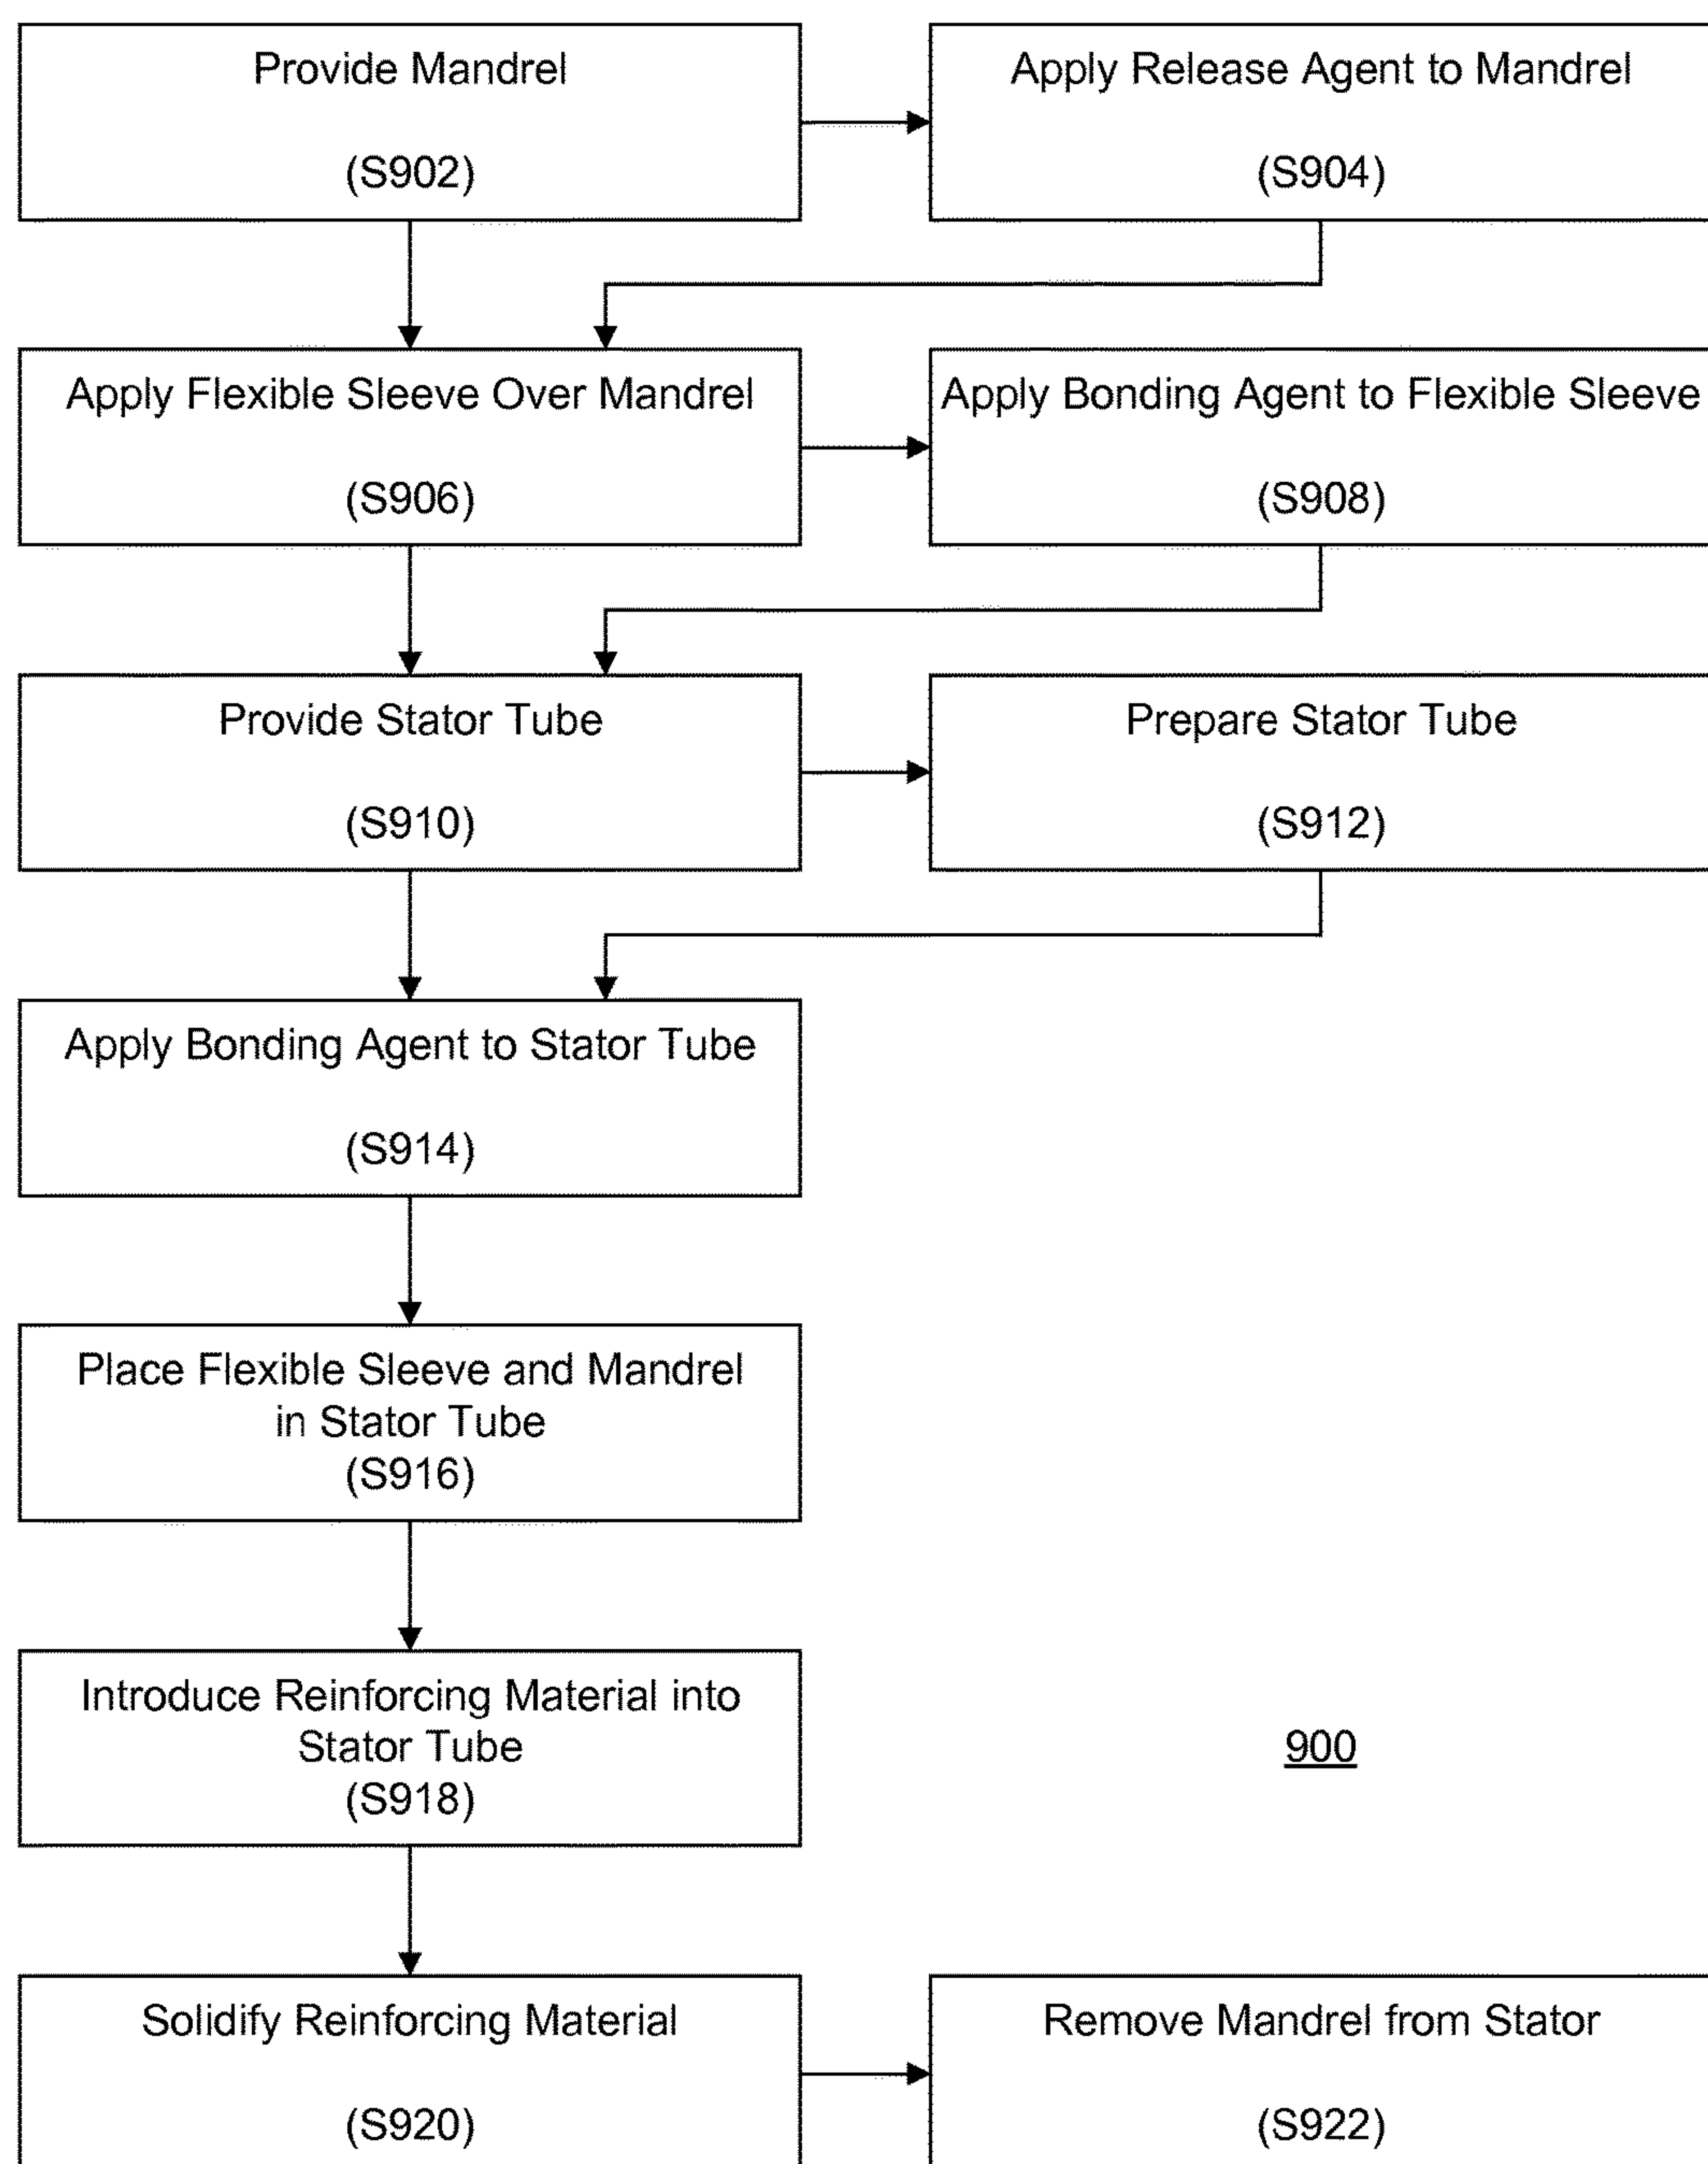 Provide Mandrel
(S902)
Apply Release Agent to Mandrel
(S904)
Apply Flexible Sleeve Over Mandrel
(S906)
Apply Bonding Agent to Flexible Sleeve
(S908)
Provide Stator Tube
(S910)
Prepare Stator Tube
(S912)
Apply Bonding Agent to Stator Tube
(S914)
Place Flexible Sleeve and Mandrel
in Stator Tube
(S916)
Introduce Reinforcing Material into
Stator Tube
(S918)
900
Solidify Reinforcing Material
(S920)
Remove Mandrel from Stator
(S922)